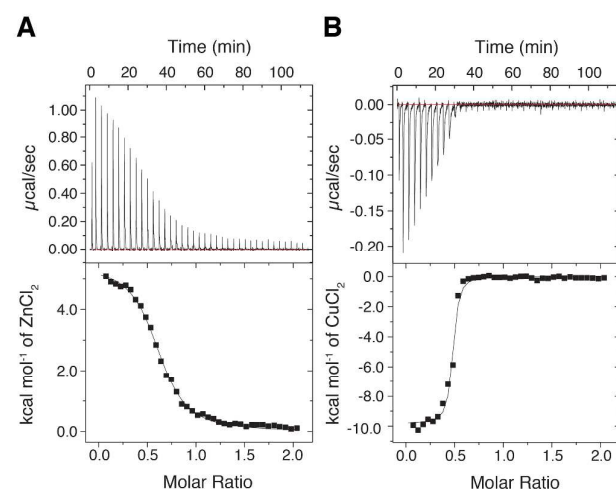 A
B
Time (min)
0 20 40 60 80 100
µcal/sec
1.00
0.80
0.60
0.40
0.20
0.00
kcal mol⁻¹ of ZnCl₂
4.0
2.0
0.0
0.0 0.5 1.0 1.5 2.0
Molar Ratio
Time (min)
0 20 40 60 80 100
µcal/sec
0.00
-0.05
-0.10
-0.15
-0.20
kcal mol⁻¹ of CuCl₂
0.0
-2.0
-4.0
-6.0
-8.0
-10.0
0.0 0.5 1.0 1.5 2.0
Molar Ratio